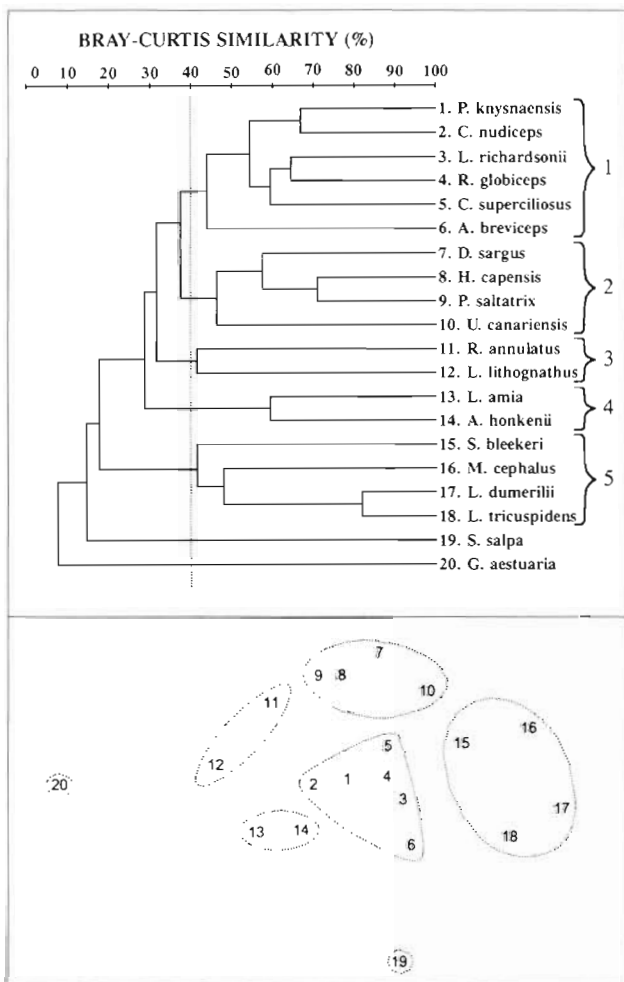 BRAY-CURTIS SIMILARITY (%)
0 10 20 30 40 50 60 70 80 90 100
1. P. knysnaensis
2. C. nudiceps
3. L. richardsonii
4. R. globiceps
5. C. superciliosus
6. A. breviceps
1
7. D. sargus
8. H. capensis
9. P. saltatrix
10. U. canariensis
2
11. R. annulatus
12. L. lithognathus
3
13. L. amia
14. A. honkenii
4
15. S. bleekeri
16. M. cephalus
17. L. dumerilii
18. L. tricuspidens
5
19. S. salpa
20. G. aestuaria
7
9 8
10
11
16
5 15
12
20 2 1 4
3 17
13 14
6 18
19